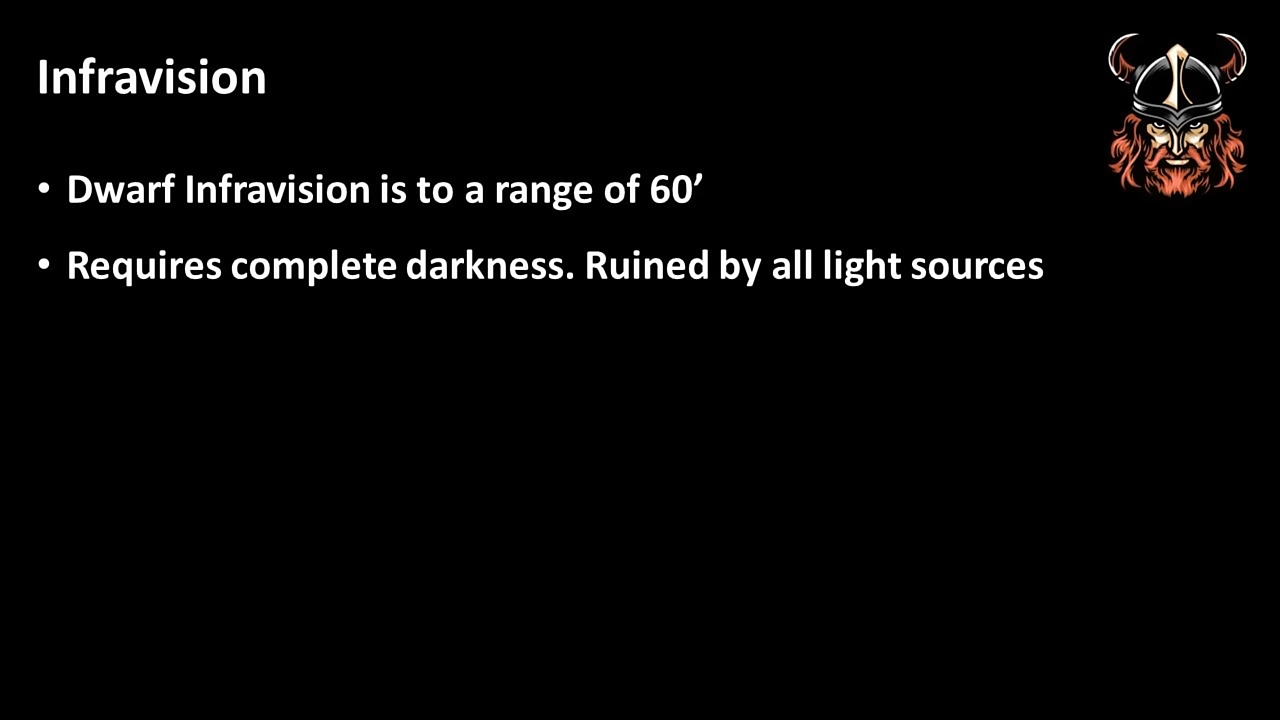 Infravision
• Dwarf Infravision is to a range of 60’
• Requires complete darkness. Ruined by all light sources